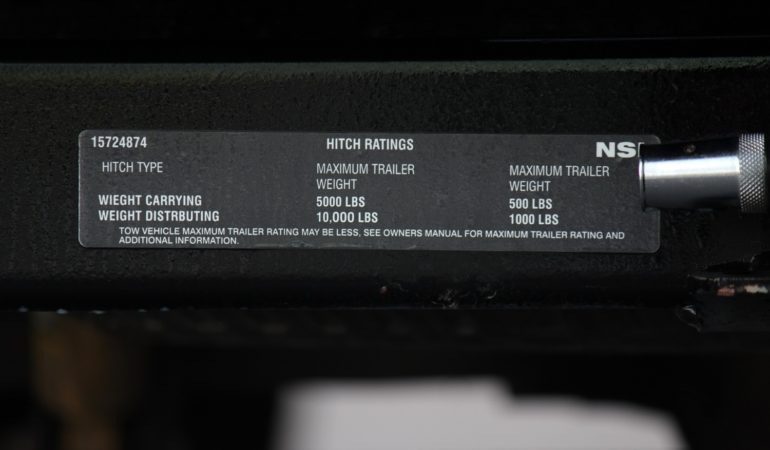 15724874 HITCH RATINGS NS
HITCH TYPE MAXIMUM TRAILER MAXIMUM TRAILER
WEIGHT WEIGHT
WIEGHT CARRYING 5000 LBS 500 LBS
WEIGHT DISTRBUTING 10,000 LBS 1000 LBS
TOW VEHICLE MAXIMUM TRAILER RATING MAY BE LESS, SEE OWNERS MANUAL FOR MAXIMUM TRAILER RATING AND
ADDITIONAL INFORMATION.